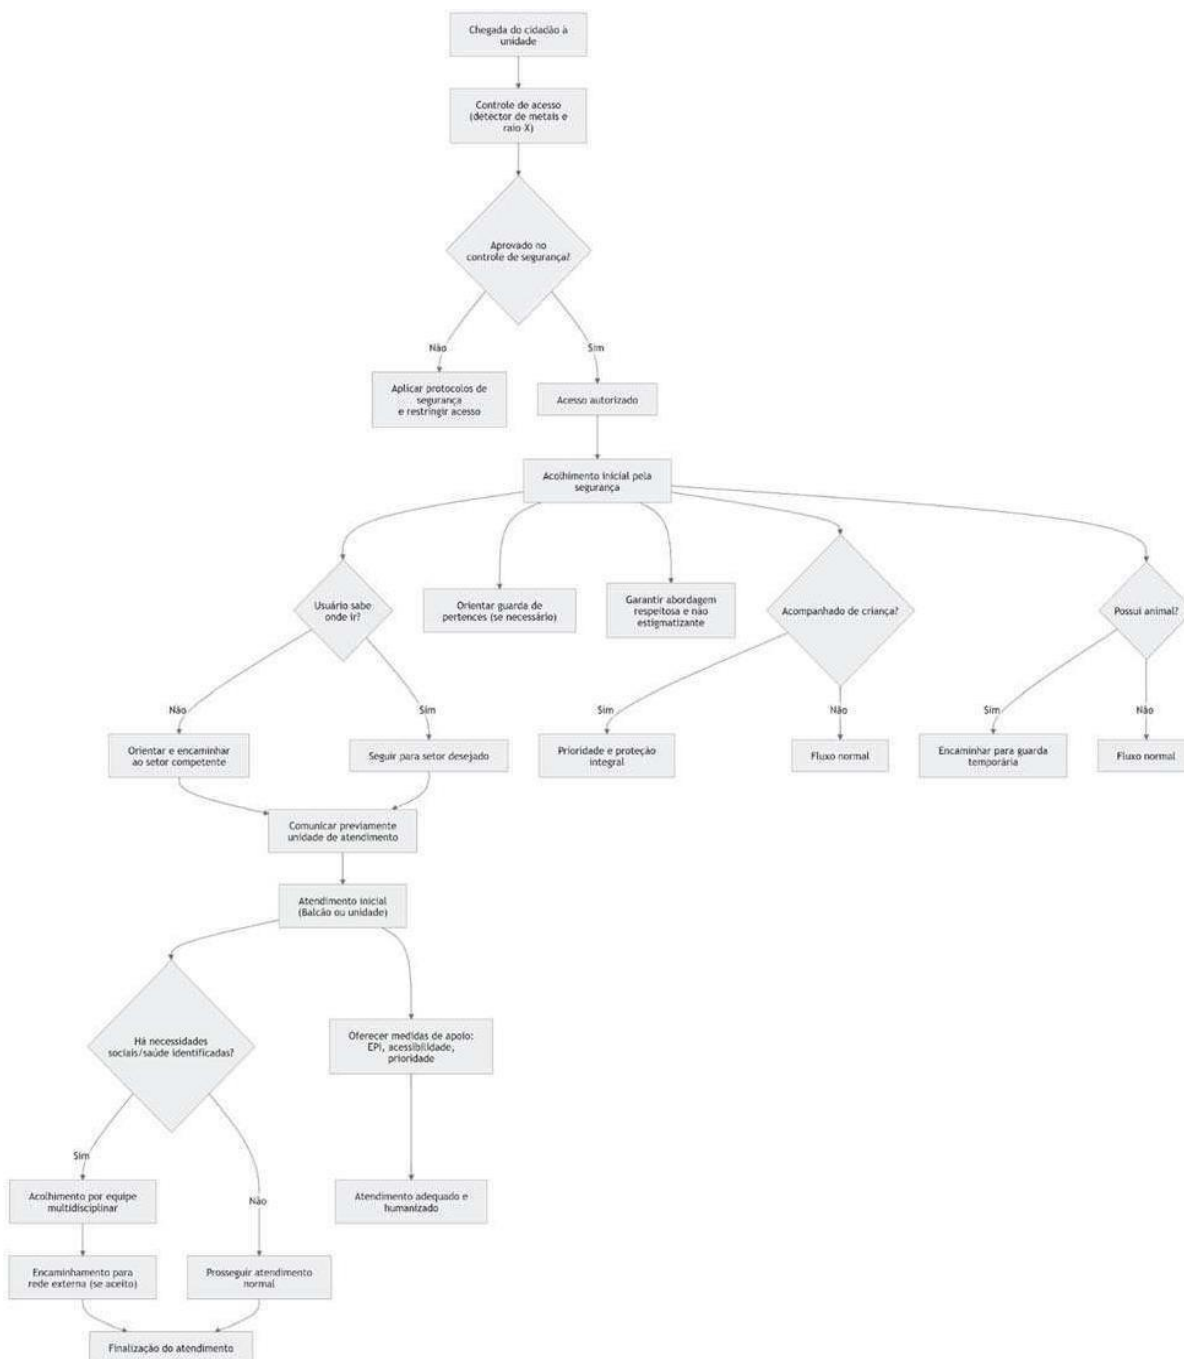 Chegada do cidadão à
unidade
Controle de acesso
(detector de metais e
raio X)
Aprovado no
controle de segurança?
Não
Sim
Aplicar protocolos de
segurança
e restringir acesso
Acesso autorizado
Acolhimento inicial pela
segurança
Usuário sabe
onde ir?
Orientar guarda de
pertences (se necessário)
Garantir abordagem
respeitosa e não
estigmatizante
Acompanhado de criança?
Possui animal?
Não
Sim
Sim
Não
Sim
Não
Orientar e encaminhar
ao setor competente
Seguir para setor desejado
Prioridade e proteção
integral
Fluxo normal
Encaminhar para guarda
temporária
Fluxo normal
Comunicar previamente
unidade de atendimento
Atendimento inicial
(Balcão ou unidade)
Há necessidades
sociais/saúde identificadas?
Oferecer medidas de apoio:
EPI, acessibilidade,
prioridade
Sim
Não
Acolhimento por equipe
multidisciplinar
Atendimento adequado e
humanizado
Encaminhamento para
rede externa (se aceito)
Prosseguir atendimento
normal
Finalização do atendimento